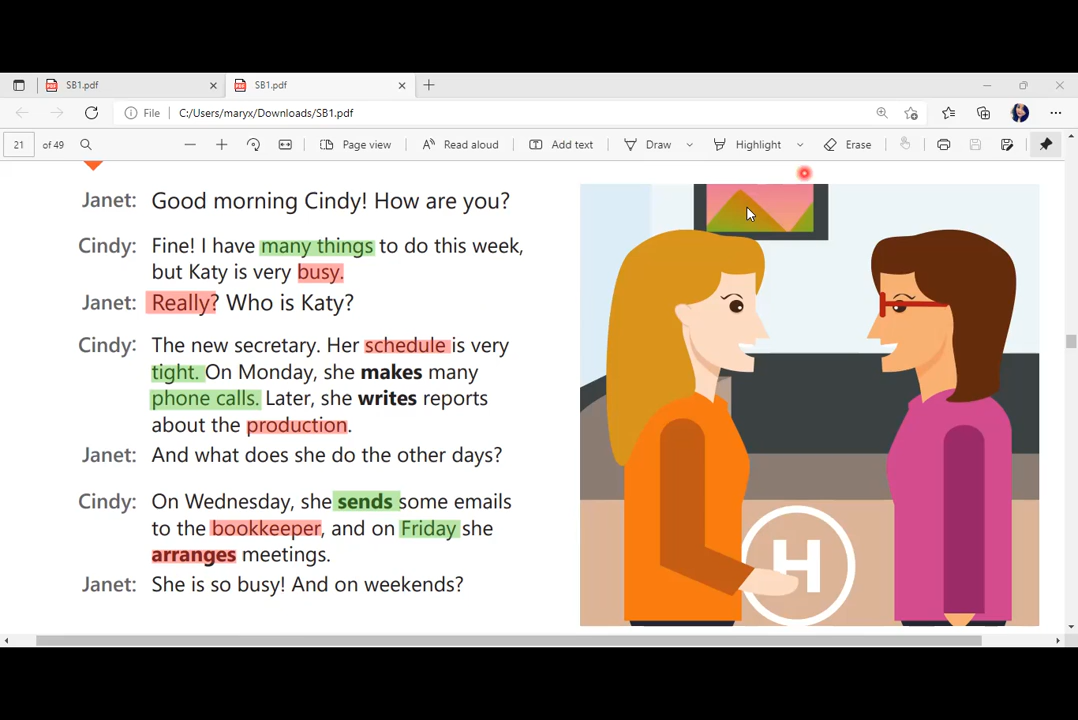 SB1.pdf
SB1.pdf
File
C:/Users/maryx/Downloads/SB1.pdf
21 of 49
Page view
Read aloud
Add text
Draw
Highlight
Erase
Janet: Good morning Cindy! How are you?
Cindy: Fine! I have many things to do this week,
but Katy is very busy.
Janet: Really? Who is Katy?
Cindy: The new secretary. Her schedule is very
tight. On Monday, she makes many
phone calls. Later, she writes reports
about the production.
Janet: And what does she do the other days?
Cindy: On Wednesday, she sends some emails
to the bookkeeper, and on Friday she
arranges meetings.
Janet: She is so busy! And on weekends?
H